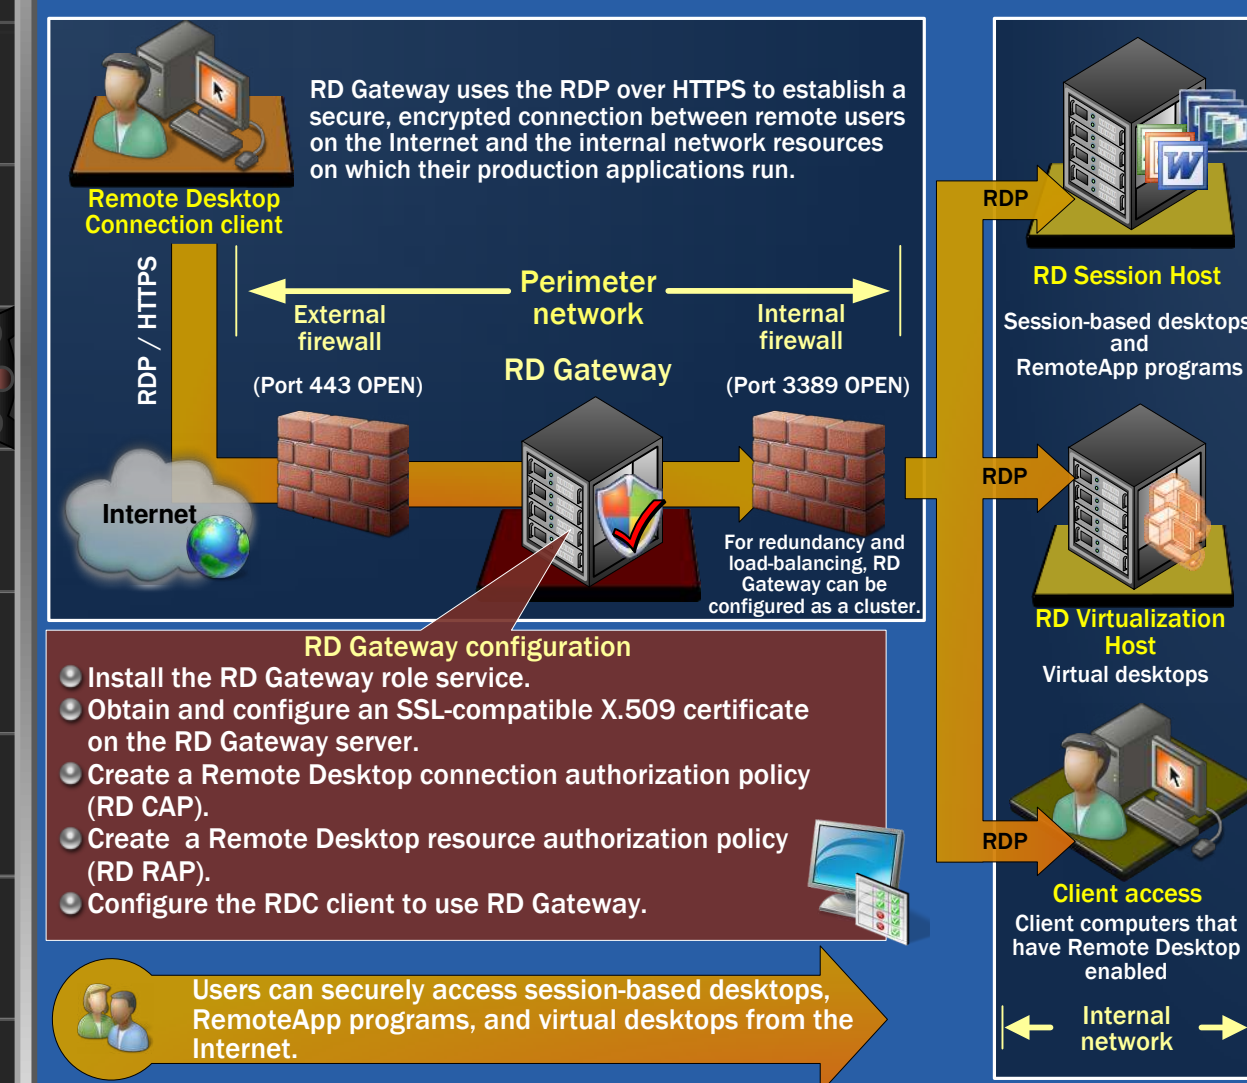 RD Gateway uses the RDP over HTTPS to establish a
secure, encrypted connection between remote users
on the Internet and the internal network resources
on which their production applications run.
Remote Desktop
Connection client
RDP / HTTPS
Perimeter
network
External
firewall
(Port 443 OPEN)
RD Gateway
Internal
firewall
(Port 3389 OPEN)
Internet
For redundancy and
load-balancing, RD
Gateway can be
configured as a cluster.
RD Gateway configuration
Install the RD Gateway role service.
Obtain and configure an SSL-compatible X.509 certificate
on the RD Gateway server.
Create a Remote Desktop connection authorization policy
(RD CAP).
Create a Remote Desktop resource authorization policy
(RD RAP).
Configure the RDC client to use RD Gateway.
Users can securely access session-based desktops,
RemoteApp programs, and virtual desktops from the
Internet.
RDP
W
RD Session Host
Session-based desktops
and
RemoteApp programs
RDP
RD Virtualization
Host
Virtual desktops
RDP
Client access
Client computers that
have Remote Desktop
enabled
Internal
network